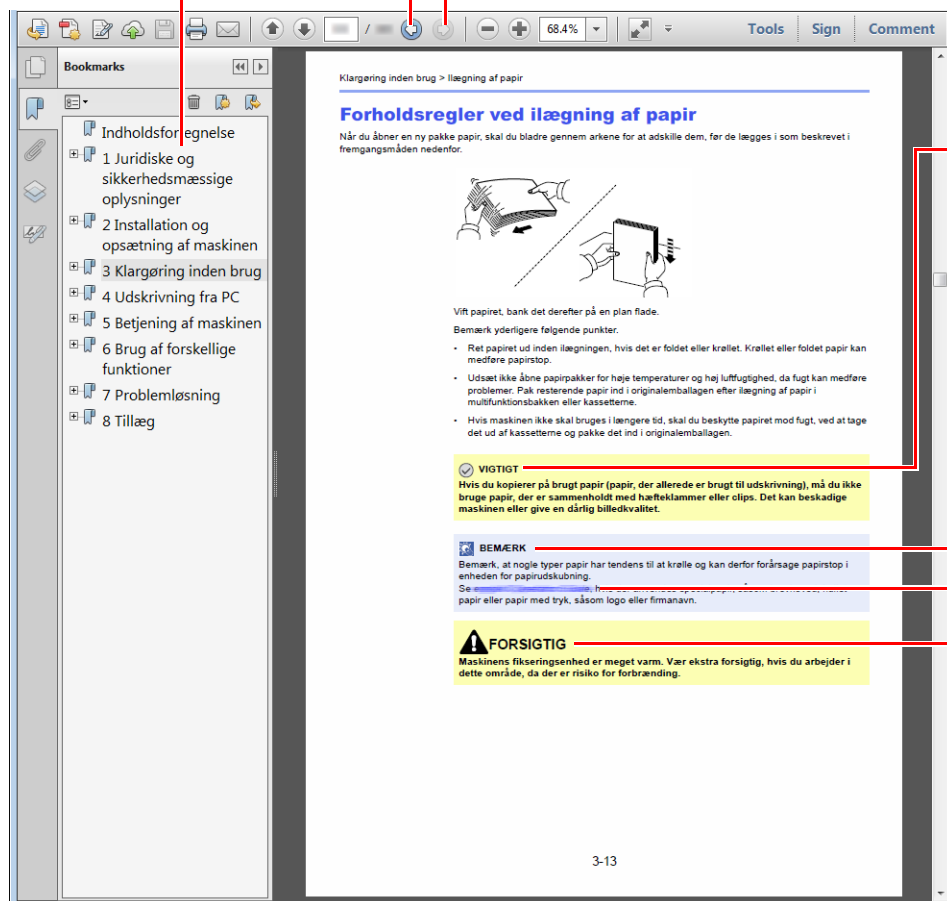 /
68.4%
Tools
Sign
Comment
Bookmarks
Indholdsfortegnelse
1 Juridiske og
sikkerhedsmæssige
oplysninger
2 Installation og
opsætning af maskinen
3 Klargøring inden brug
4 Udskrivning fra PC
5 Betjening af maskinen
6 Brug af forskellige
funktioner
7 Problemløsning
8 Tillæg
Klargøring inden brug > Ilægning af papir
Forholdsregler ved ilægning af papir
Når du åbner en ny pakke papir, skal du bladre gennem arkene for at adskille dem, før de lægges i som beskrevet i
fremgangsmåden nedenfor.
Vift papiret, bank det derefter på en plan flade.
Bemærk yderligere følgende punkter.
• Ret papiret ud inden ilægningen, hvis det er foldet eller krøllet. Krøllet eller foldet papir kan
medføre papirstop.
• Udsæt ikke åbne papirpakker for høje temperaturer og høj luftfugtighed, da fugt kan medføre
problemer. Pak resterende papir ind i originalemballagen efter ilægning af papir i
multifunktionsbakken eller kassetterne.
• Hvis maskinen ikke skal bruges i længere tid, skal du beskytte papiret mod fugt, ved at tage
det ud af kassetterne og pakke det ind i originalemballagen.
VIGTIGT
Hvis du kopierer på brugt papir (papir, der allerede er brugt til udskrivning), må du ikke
bruge papir, der er sammenholdt med hæfteklammer eller clips. Det kan beskadige
maskinen eller give en dårlig billedkvalitet.
BEMÆRK
Bemærk, at nogle typer papir har tendens til at krølle og kan derfor forårsage papirstop i
enheden for papirudskubning.
Se
papir eller papir med tryk, såsom logo eller firmanavn.
FORSIGTIG
Maskinens fikseringsenhed er meget varm. Vær ekstra forsigtig, hvis du arbejder i
dette område, da der er risiko for forbrænding.
3-13